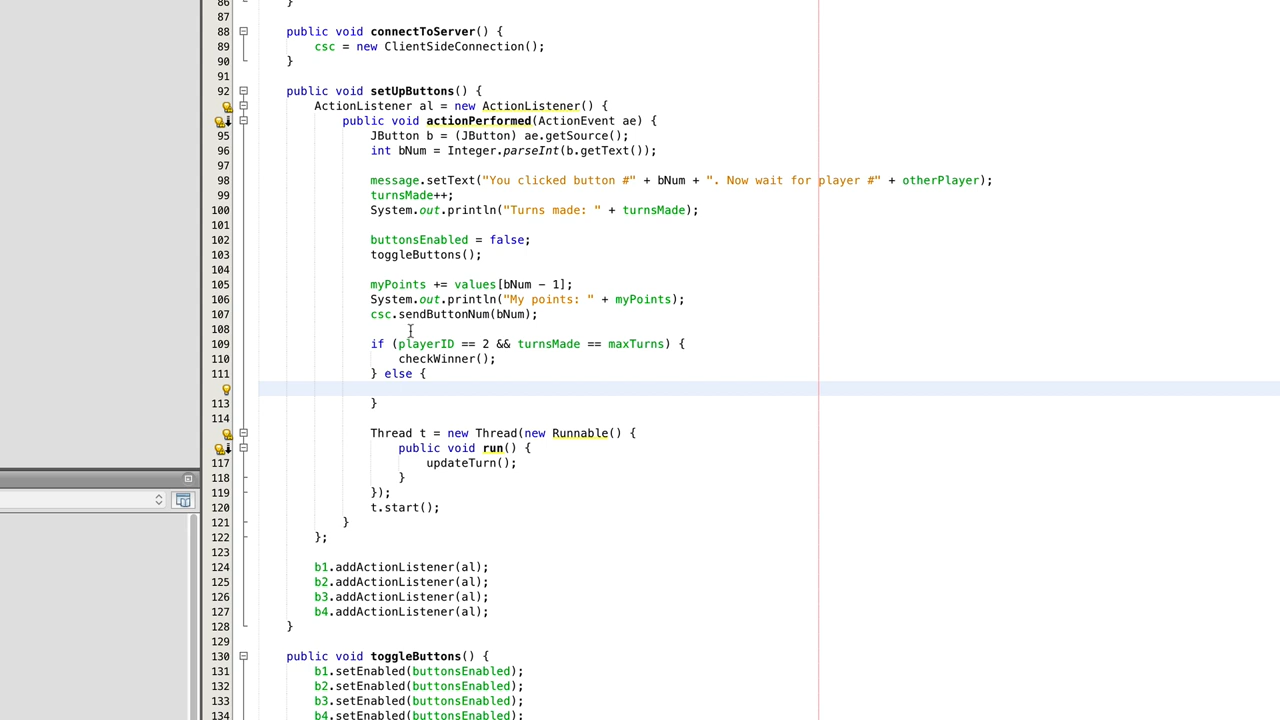 86 }
87
88 public void connectToServer() {
89 csc = new ClientSideConnection();
90 }
91
92 public void setUpButtons() {
ActionListener al = new ActionListener() {
public void actionPerformed(ActionEvent ae) {
95 JButton b = (JButton) ae.getSource();
96 int bNum = Integer.parseInt(b.getText());
97
98 message.setText("You clicked button #" + bNum + ". Now wait for player #" + otherPlayer);
99 turnsMade++;
100 System.out.println("Turns made: " + turnsMade);
101
102 buttonsEnabled = false;
103 toggleButtons();
104
105 myPoints += values[bNum - 1];
106 System.out.println("My points: " + myPoints);
107 csc.sendButtonNum(bNum);
108
109 if (playerID == 2 && turnsMade == maxTurns) {
110 checkWinner();
111 } else {
113 }
114
Thread t = new Thread(new Runnable() {
public void run() {
117 updateTurn();
118 }
119 });
120 t.start();
121 }
122 };
123
124 b1.addActionListener(al);
125 b2.addActionListener(al);
126 b3.addActionListener(al);
127 b4.addActionListener(al);
128 }
129
130 public void toggleButtons() {
131 b1.setEnabled(buttonsEnabled);
132 b2.setEnabled(buttonsEnabled);
133 b3.setEnabled(buttonsEnabled);
134 b4.setEnabled(buttonsEnabled);